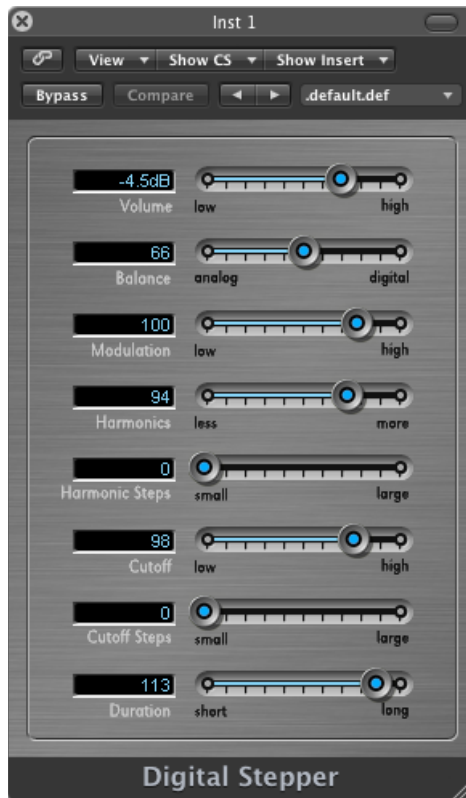 Inst 1
View Show CS Show Insert
Bypass Compare .default.def
-4.5dB
Volume low high
66
Balance analog digital
100
Modulation low high
94
Harmonics less more
0
Harmonic Steps small large
98
Cutoff low high
0
Cutoff Steps small large
113
Duration short long
Digital Stepper